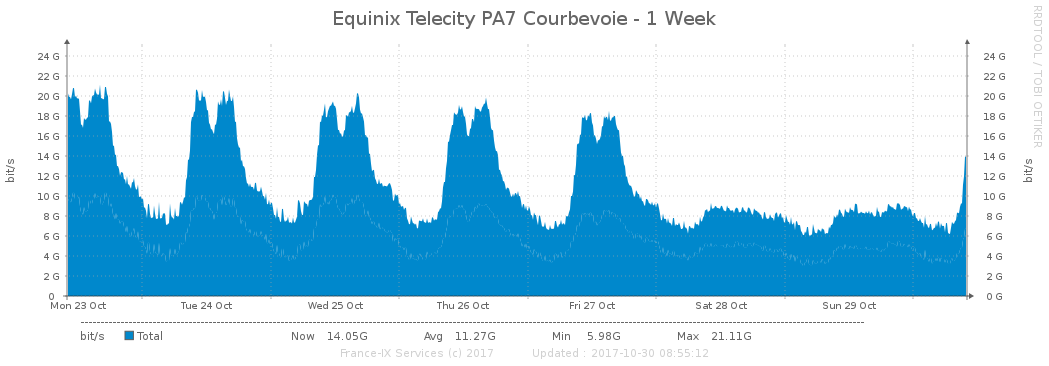 Equinix Telecity PA7 Courbevoie - 1 Week
RRDTOOL / TOBI OETIKER
bit/s
24 G 24 G
22 G 22 G
20 G 20 G
18 G 18 G
16 G 16 G
14 G 14 G
12 G 12 G
10 G 10 G
8 G 8 G
6 G 6 G
4 G 4 G
2 G 2 G
0 0 G
bit/s
Mon 23 Oct Tue 24 Oct Wed 25 Oct Thu 26 Oct Fri 27 Oct Sat 28 Oct Sun 29 Oct
bit/s Total Now 14.05G Avg 11.27G Min 5.98G Max 21.11G
France-IX Services (c) 2017 Updated : 2017-10-30 08:55:12